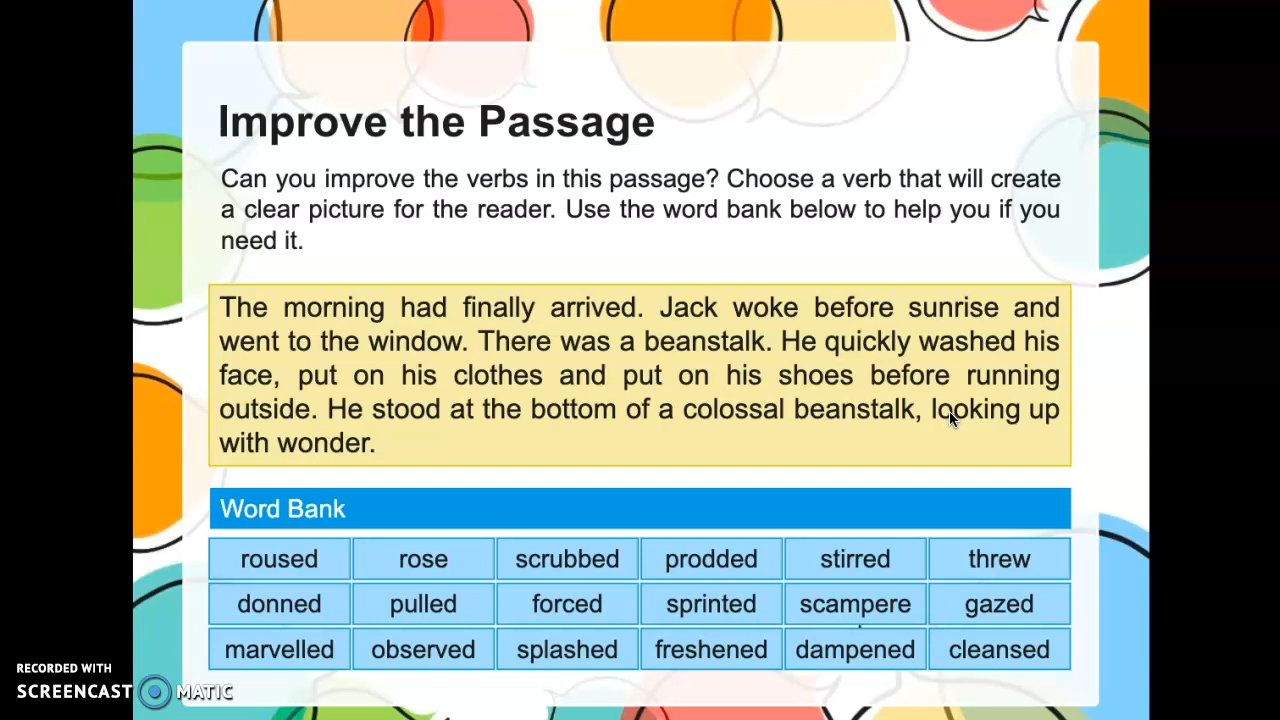 Improve the Passage
Can you improve the verbs in this passage? Choose a verb that will create
a clear picture for the reader. Use the word bank below to help you if you
need it.
The morning had finally arrived. Jack woke before sunrise and
went to the window. There was a beanstalk. He quickly washed his
face, put on his clothes and put on his shoes before running
outside. He stood at the bottom of a colossal beanstalk, looking up
with wonder.
Word Bank
roused rose scrubbed prodded stirred threw
donned pulled forced sprinted scampere gazed
marvelled observed splashed freshened dampened cleansed
RECORDED WITH
SCREENCAST MATIC